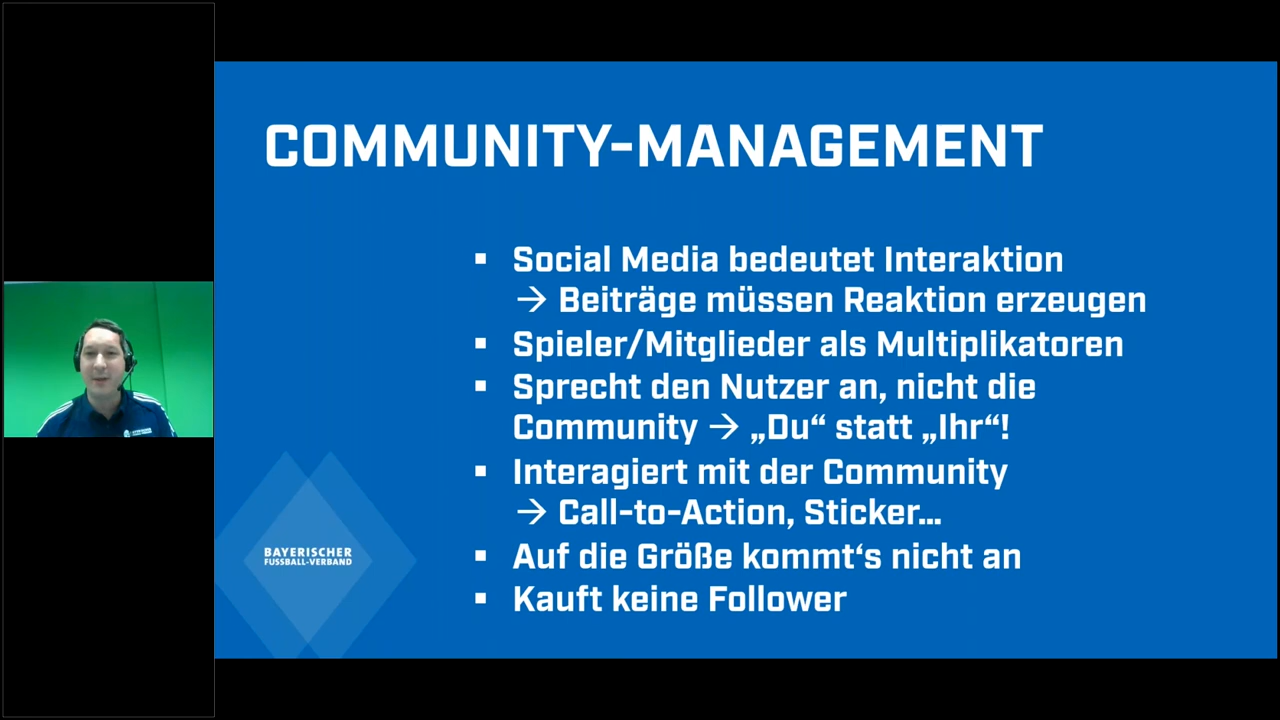 COMMUNITY-MANAGEMENT
▪ Social Media bedeutet Interaktion
→ Beiträge müssen Reaktion erzeugen
▪ Spieler/Mitglieder als Multiplikatoren
▪ Sprecht den Nutzer an, nicht die
Community → „Du“ statt „Ihr“!
▪ Interagiert mit der Community
→ Call-to-Action, Sticker...
▪ Auf die Größe kommt‘s nicht an
▪ Kauft keine Follower
BAYERISCHER
FUSSBALL-VERBAND